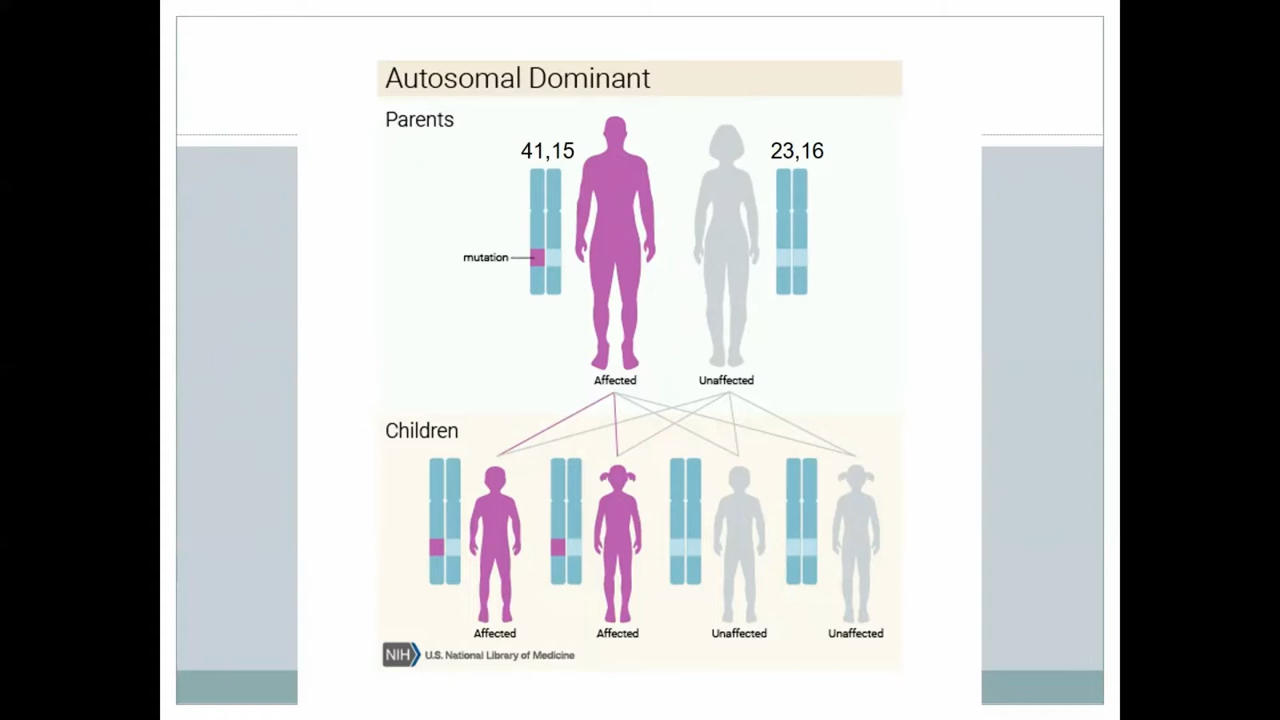 Autosomal Dominant
Parents
41,15
23,16
mutation
Affected
Unaffected
Children
Affected
Affected
Unaffected
Unaffected
NIH U.S. National Library of Medicine